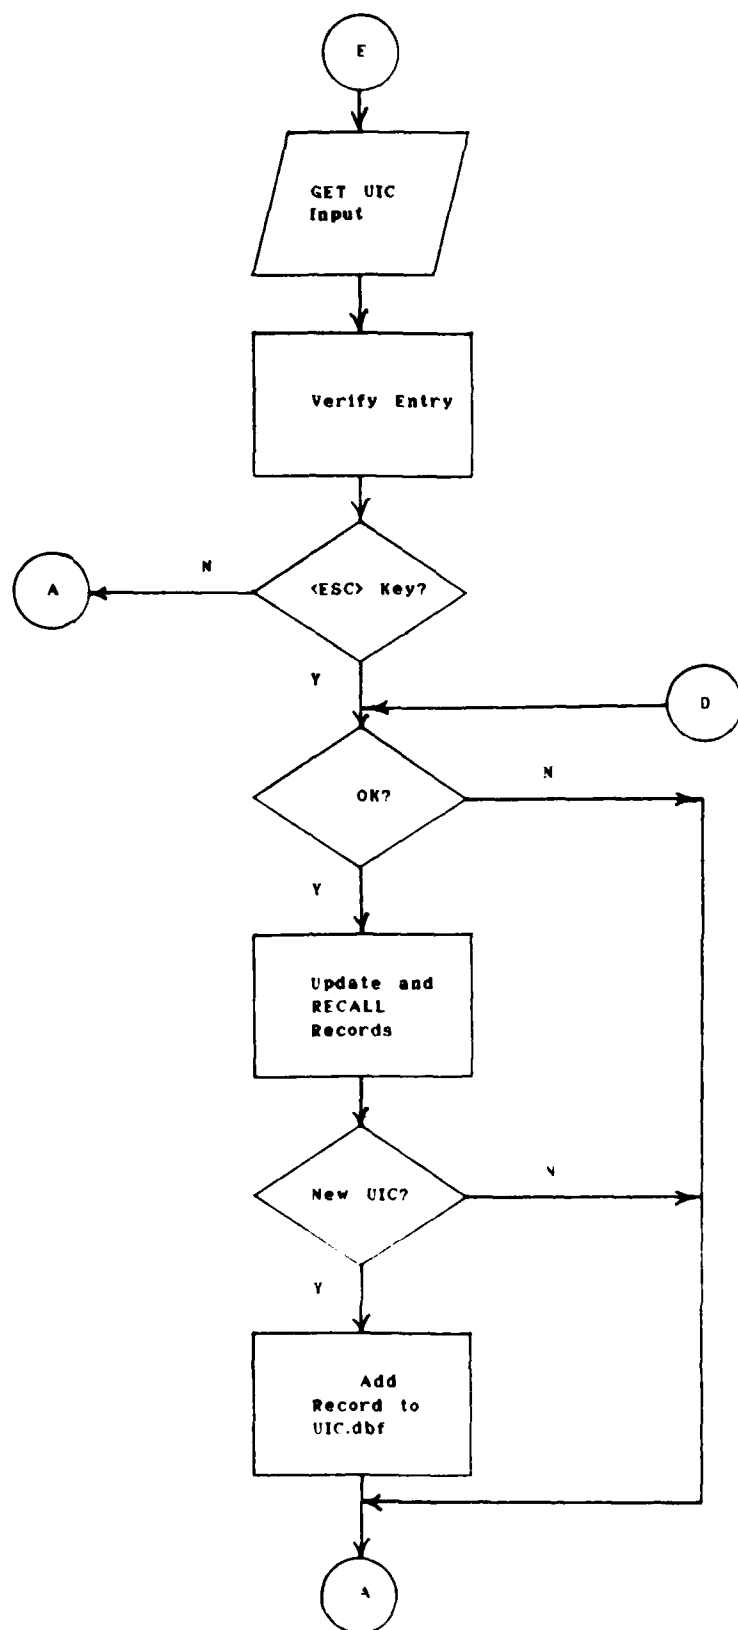 E
GET UIC
Input
Verify Entry
N
A
<ESC> Key?
Y
D
OK?
N
Y
Update and
RECALL
Records
New UIC?
N
Y
Add
Record to
UIC.dbf
A